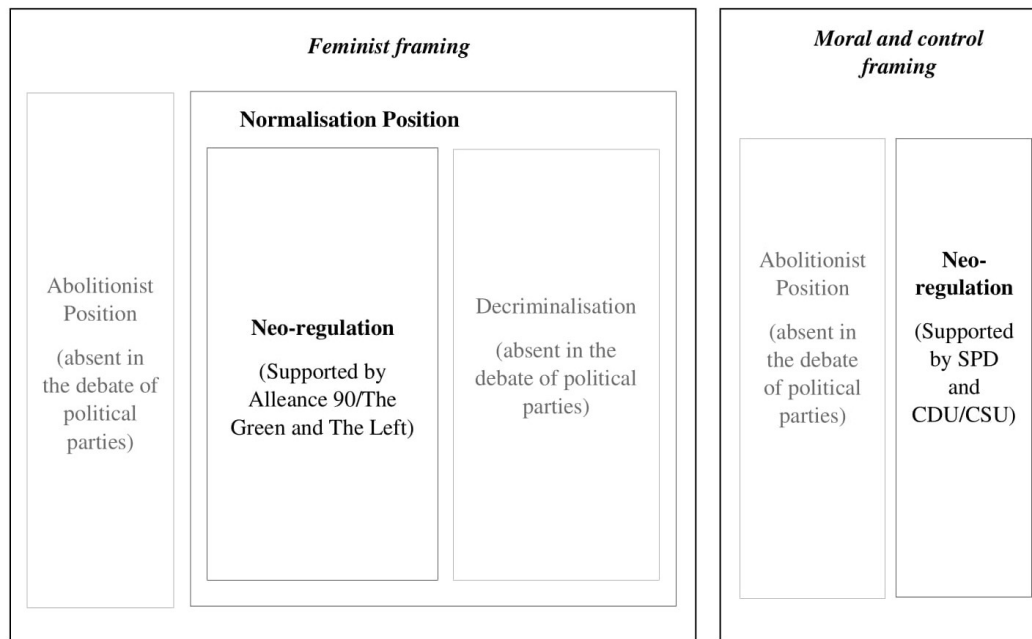 Feminist framing
Normalisation Position
Abolitionist
Position
(absent in
the debate of
political
parties)
Neo-regulation
(Supported by
Alleance 90/The
Green and The Left)
Decriminalisation
(absent in the
debate of political
parties)
Moral and control
framing
Abolitionist
Position
(absent in
the debate
of political
parties)
Neo-
regulation
(Supported
by SPD
and
CDU/CSU)